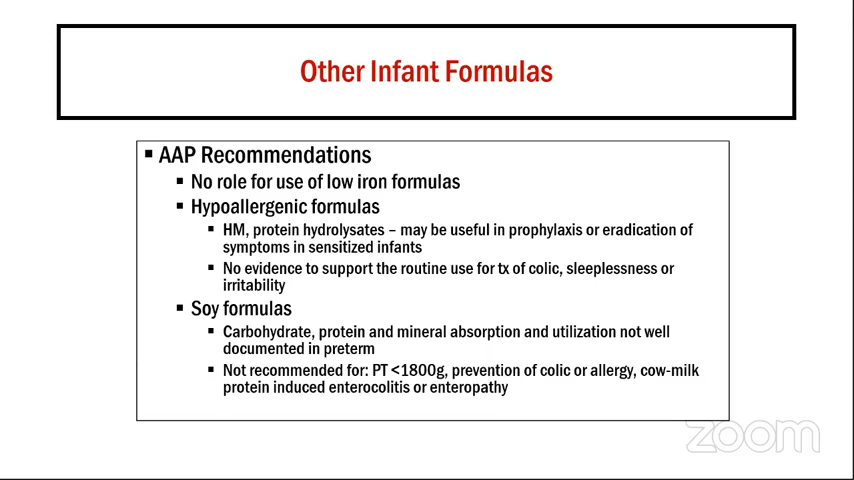 Other Infant Formulas
▪ AAP Recommendations
▪ No role for use of low iron formulas
▪ Hypoallergenic formulas
▪ HM, protein hydrolysates – may be useful in prophylaxis or eradication of
symptoms in sensitized infants
▪ No evidence to support the routine use for tx of colic, sleeplessness or
irritability
▪ Soy formulas
▪ Carbohydrate, protein and mineral absorption and utilization not well
documented in preterm
▪ Not recommended for: PT <1800g, prevention of colic or allergy, cow-milk
protein induced enterocolitis or enteropathy
zoom